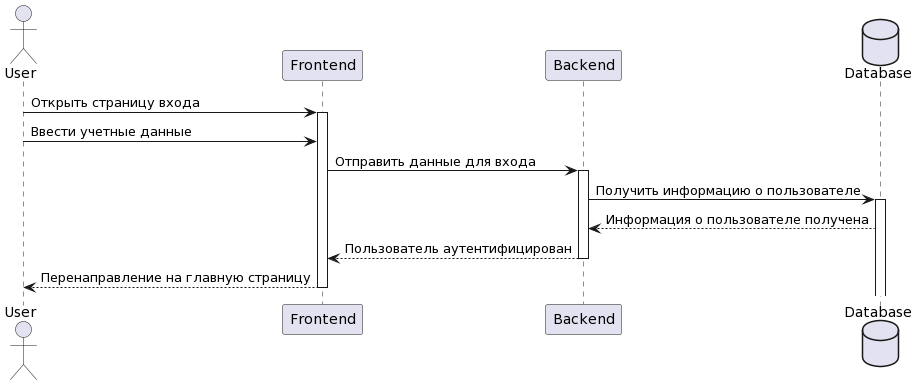 User
Frontend
Backend
Database
Открыть страницу входа
Ввести учетные данные
Отправить данные для входа
Получить информацию о пользователе
Информация о пользователе получена
Пользователь аутентифицирован
Перенаправление на главную страницу
User
Frontend
Backend
Database